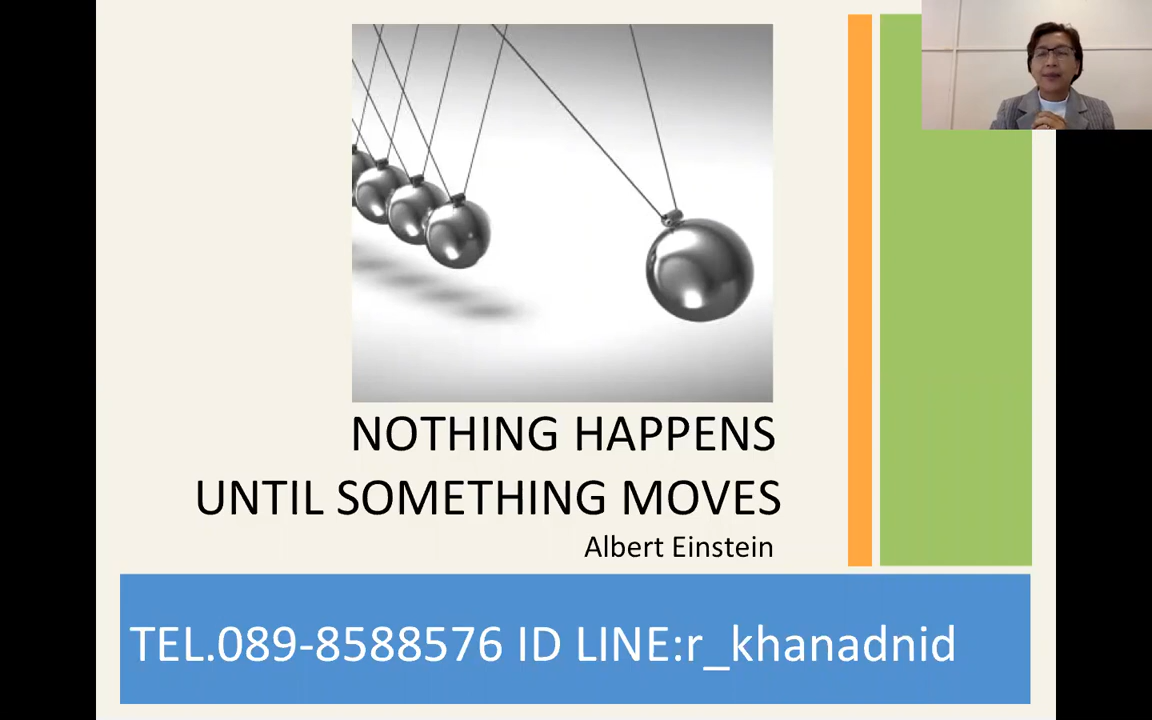 NOTHING HAPPENS
UNTIL SOMETHING MOVES
Albert Einstein
TEL.089-8588576 ID LINE:r_khanadnid